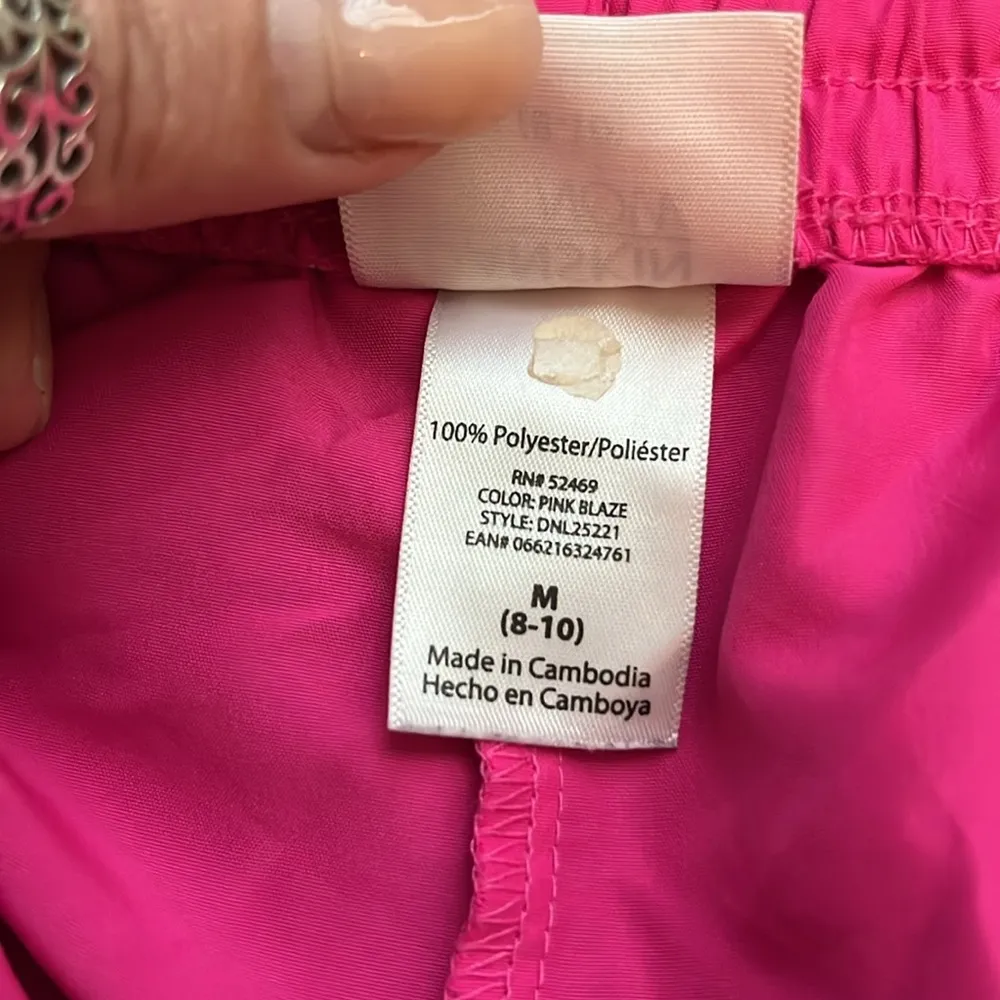 100% Polyester/Poliéster
RN# 52469
COLOR: PINK BLAZE
STYLE: DNL25221
EAN# 066216324761
M
(8-10)
Made in Cambodia
Hecho en Camboya